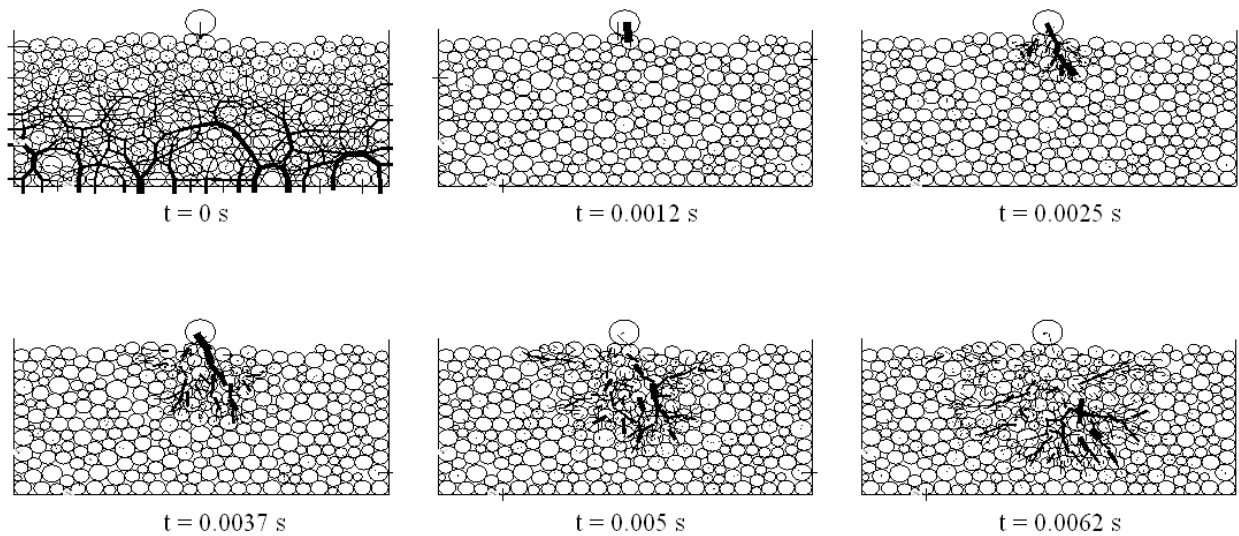 t = 0 s
t = 0.0012 s
t = 0.0025 s
t = 0.0037 s
t = 0.005 s
t = 0.0062 s